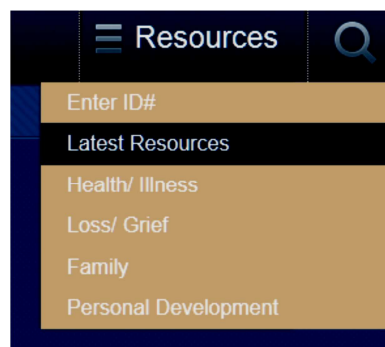 Resources
Enter ID#
Latest Resources
Health/ Illness
Loss/ Grief
Family
Personal Development